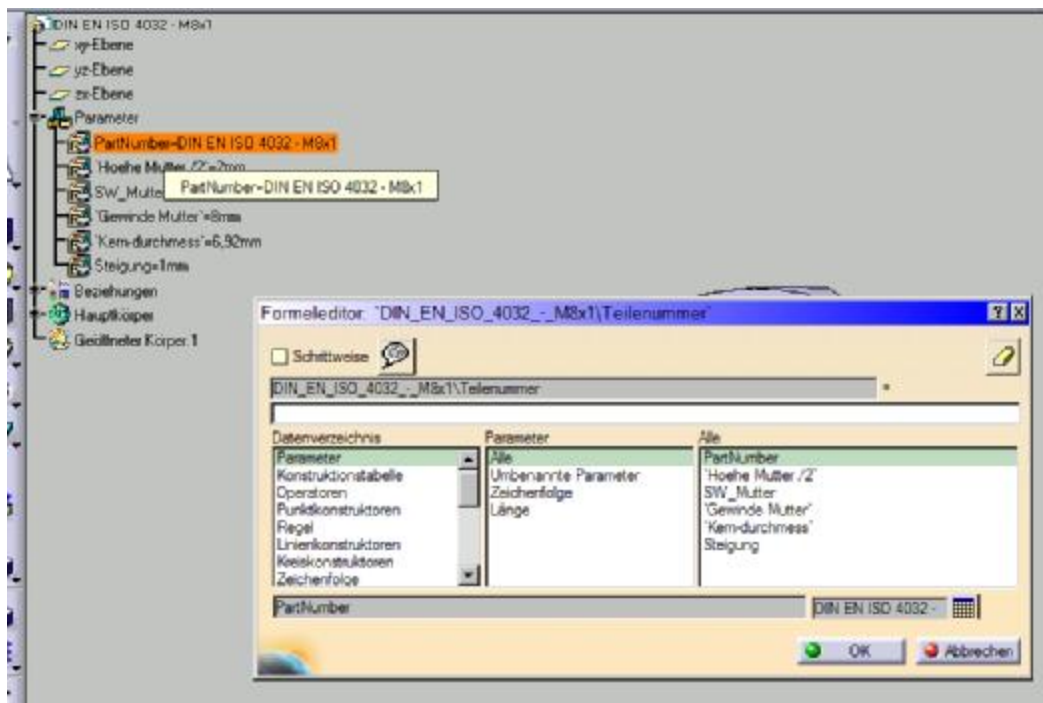 DIN EN ISO 4032 - M8x1
xy-Ebene
yz-Ebene
zx-Ebene
Parameter
PartNumber=DIN EN ISO 4032 - M8x1
`Hoehe Mutter /2`=2mm
SW_Mutte
PartNumber=DIN EN ISO 4032 - M8x1
`Gewinde Mutter`=8mm
`Kern-durchmess`=6,92mm
Steigung=1mm
Beziehungen
Hauptkörper
Geöffneter Körper.1
Formeleditor: `DIN_EN_ISO_4032_-_M8x1\Teilenummer`
Schrittweise
DIN_EN_ISO_4032_-_M8x1\Teilenummer =
Datenverzeichnis Parameter Alle
Parameter Alle PartNumber
Konstruktionstabelle Umbenannte Parameter `Hoehe Mutter /2`
Operatoren Zeichenfolge SW_Mutter
Punktkonstruktoren Länge `Gewinde Mutter`
Regel `Kern-durchmess`
Linienkonstruktoren Steigung
Kreiskonstruktoren
Zeichenfolge
PartNumber DIN EN ISO 4032 -
OK Abbrechen